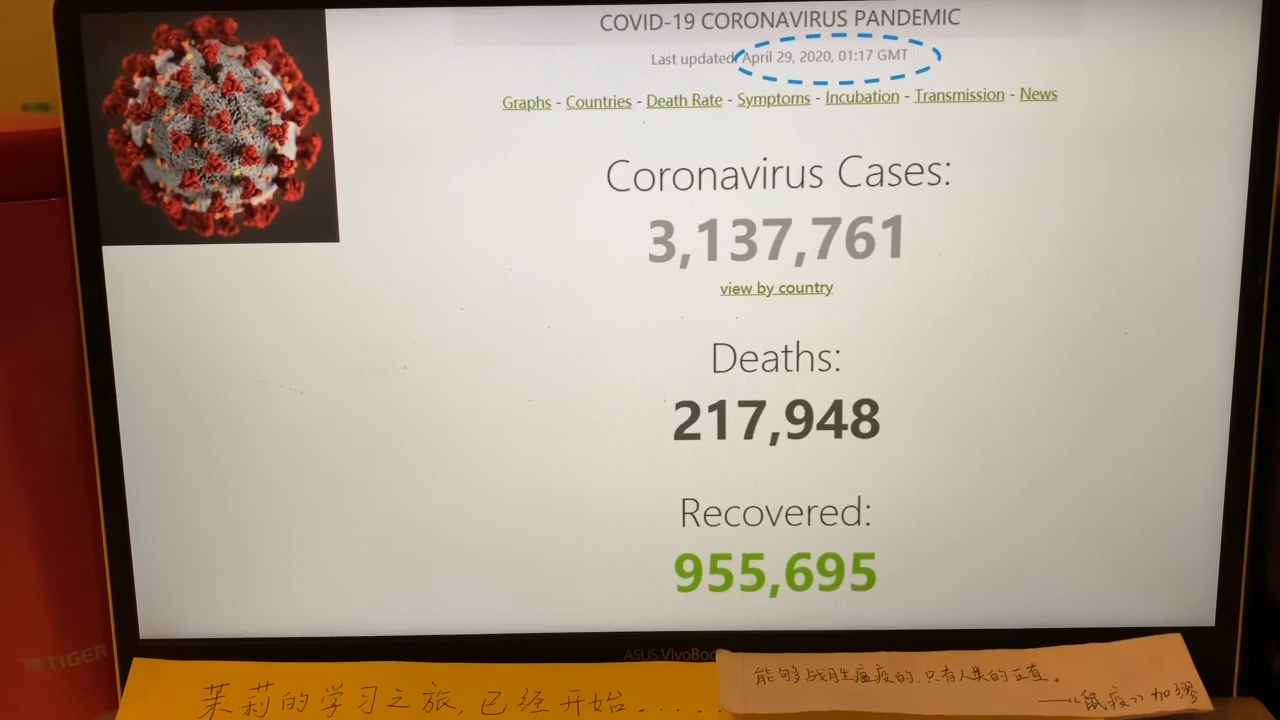 COVID-19 CORONAVIRUS PANDEMIC
Last updated: April 29, 2020, 01:17 GMT
Graphs - Countries - Death Rate - Symptoms - Incubation - Transmission - News
Coronavirus Cases:
3,137,761
view by country
Deaths:
217,948
Recovered:
955,695
TIGER
ASUS VivoBoo
能够战胜瘟疫的，只有人类的正直。
——《鼠疫》加缪
茉莉的学习之旅，已经开始......